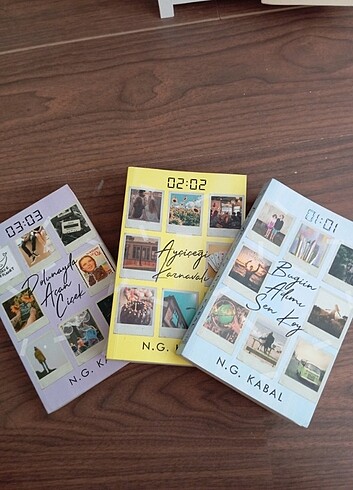 03:03
Dolunayda
Açan
Çiçek
N.G. K
02:02
Ayçiçeği
Karnavalı
N.G.
01:01
Bugün
Adımı
Sen Koy
N.G. KABAL